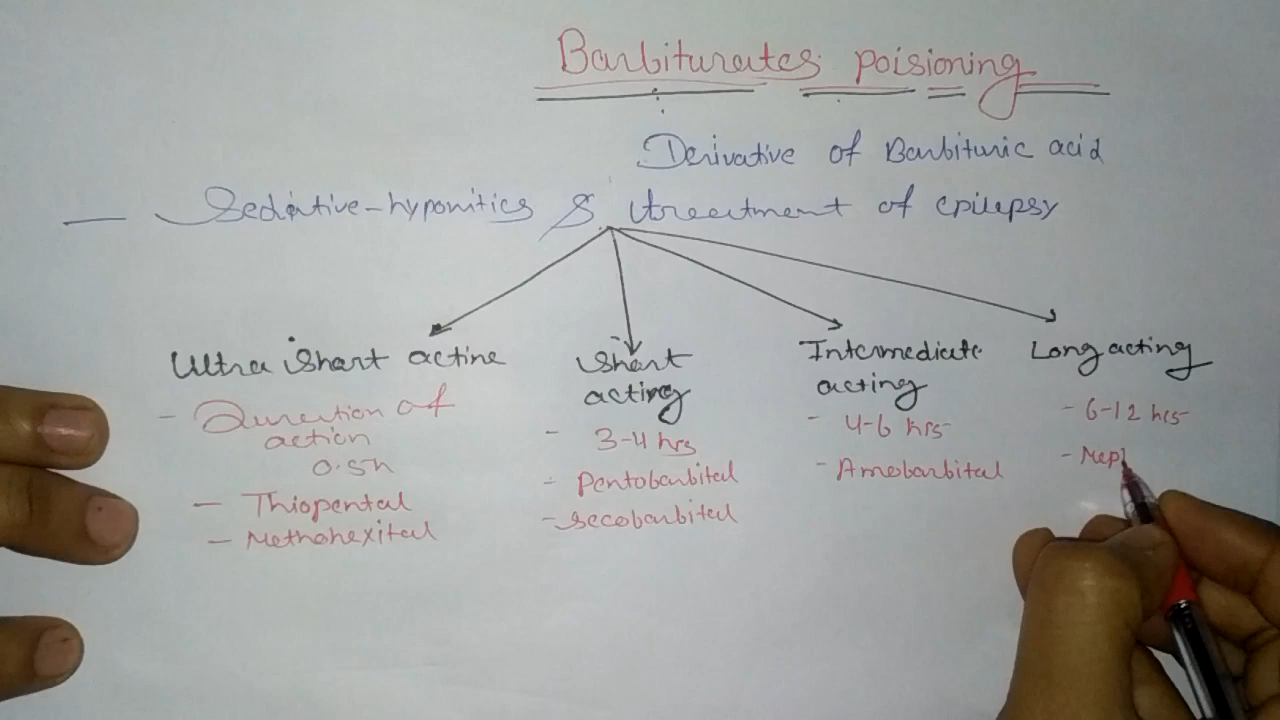 Barbiturates poisioning
Derivative of Barbituric acid
— Sedative-hyponitics & treatment of epilepsy
Ultra Short actine
- Duration of
action
0.5h
- Thiopental
- Methohexital
Short
acting
- 3-4 hrs
- Pentobarbital
- Secobarbital
Intermediate
acting
- 4-6 hrs
- Amobarbital
Long acting
- 6-12 hrs
- Mep